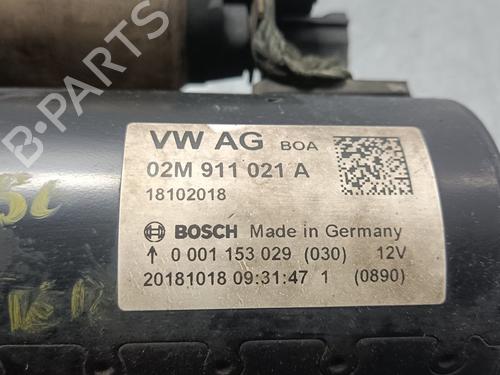 VW AG BOA
02M 911 021 A
18102018
BOSCH Made in Germany
↑ 0 001 153 029 (030) 12V
20181018 09:31:47 1 (0890)
B-PARTS